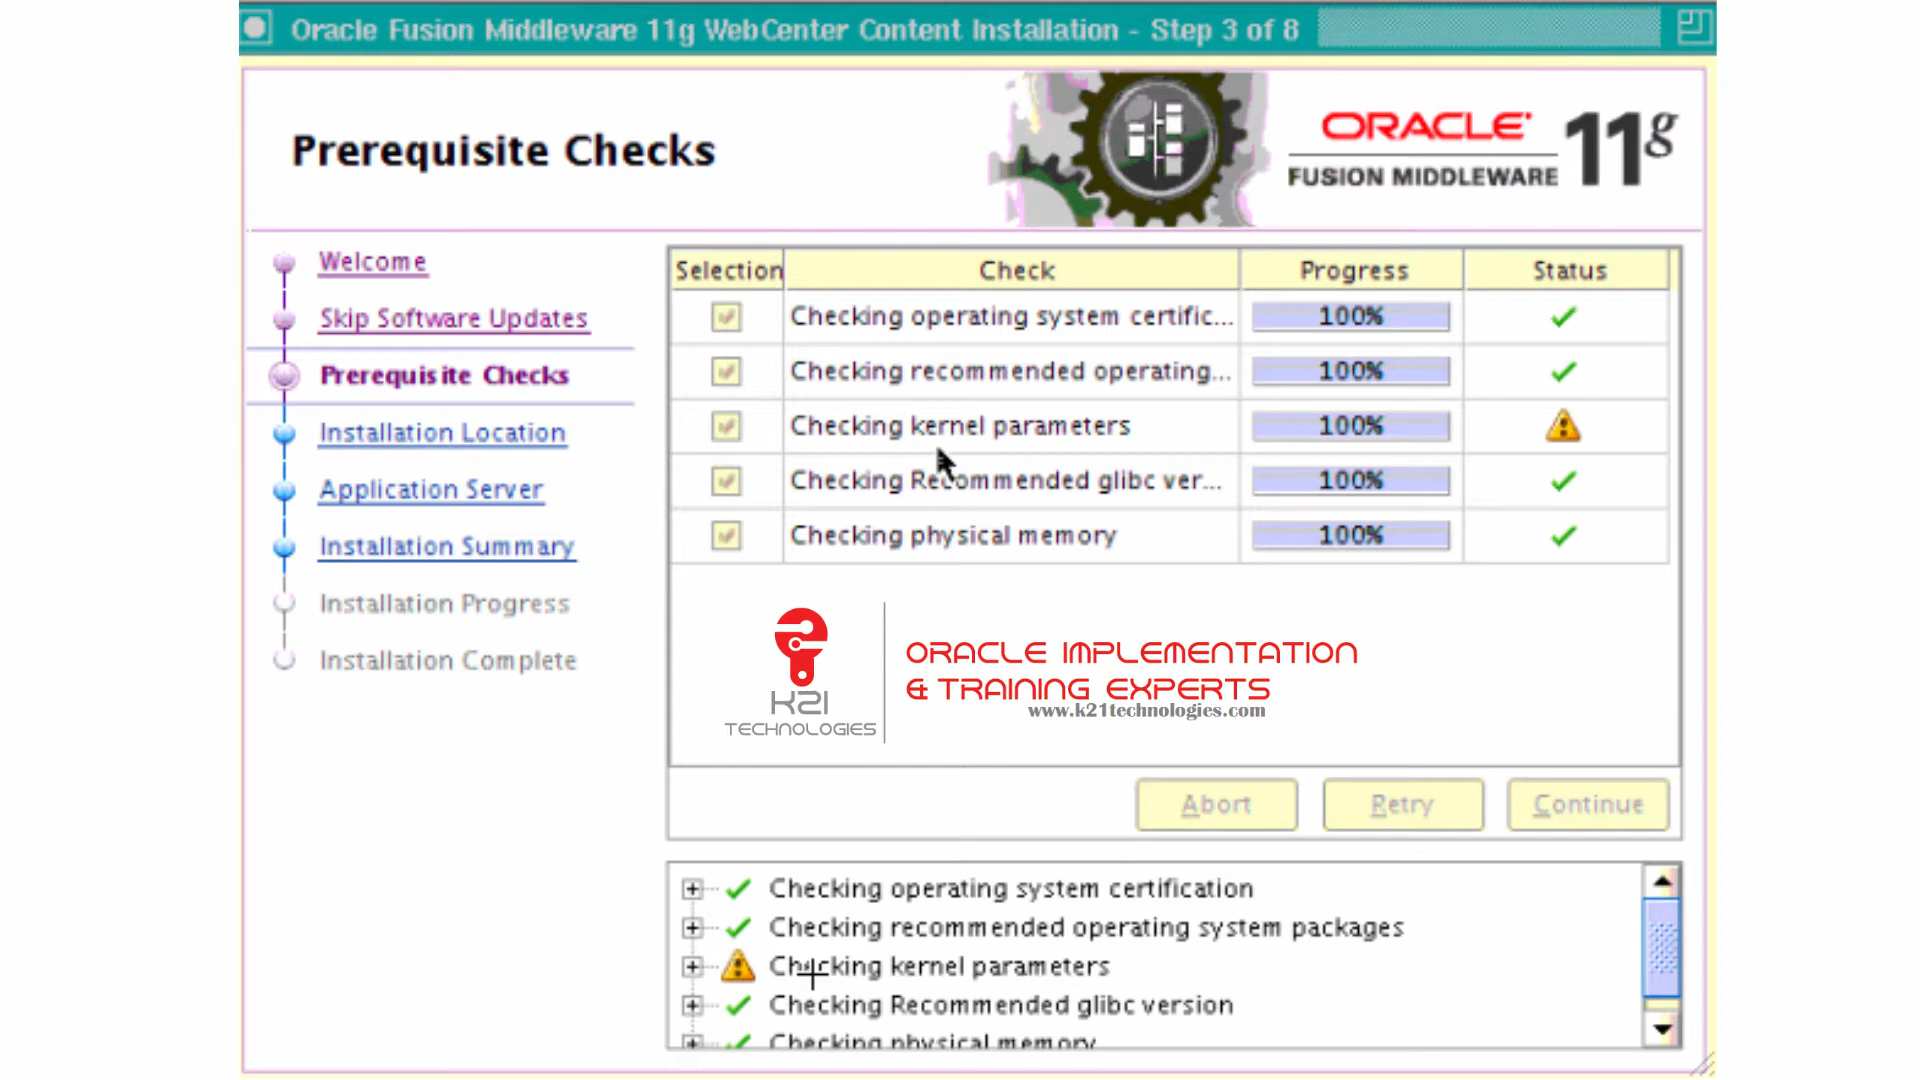 Oracle Fusion Middleware 11g WebCenter Content Installation - Step 3 of 8
Prerequisite Checks
ORACLE
FUSION MIDDLEWARE
11g
Welcome
Skip Software Updates
Prerequisite Checks
Installation Location
Application Server
Installation Summary
Installation Progress
Installation Complete
Selection Check Progress Status
Checking operating system certific... 100%
Checking recommended operating... 100%
Checking kernel parameters 100%
Checking Recommended glibc ver... 100%
Checking physical memory 100%
K21
TECHNOLOGIES
ORACLE IMPLEMENTATION
& TRAINING EXPERTS
www.k21technologies.com
Abort Retry Continue
Checking operating system certification
Checking recommended operating system packages
Checking kernel parameters
Checking Recommended glibc version
Checking physical memory